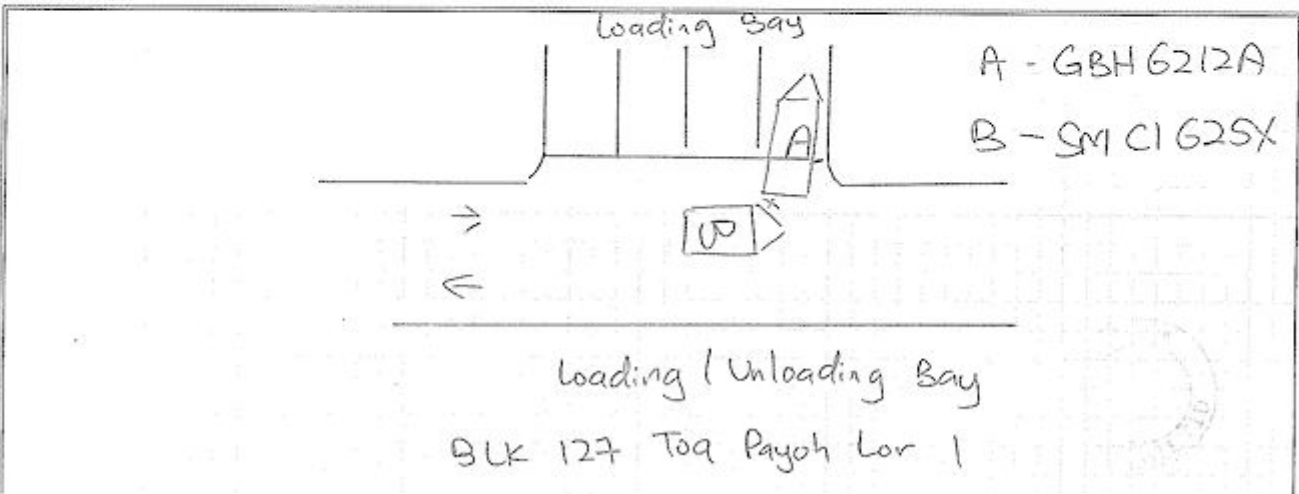 Loading Bay
A - GBH 6212A
B - SMC1625X
A
B
Loading / Unloading Bay
BLK 127 Toa Payoh Lor 1